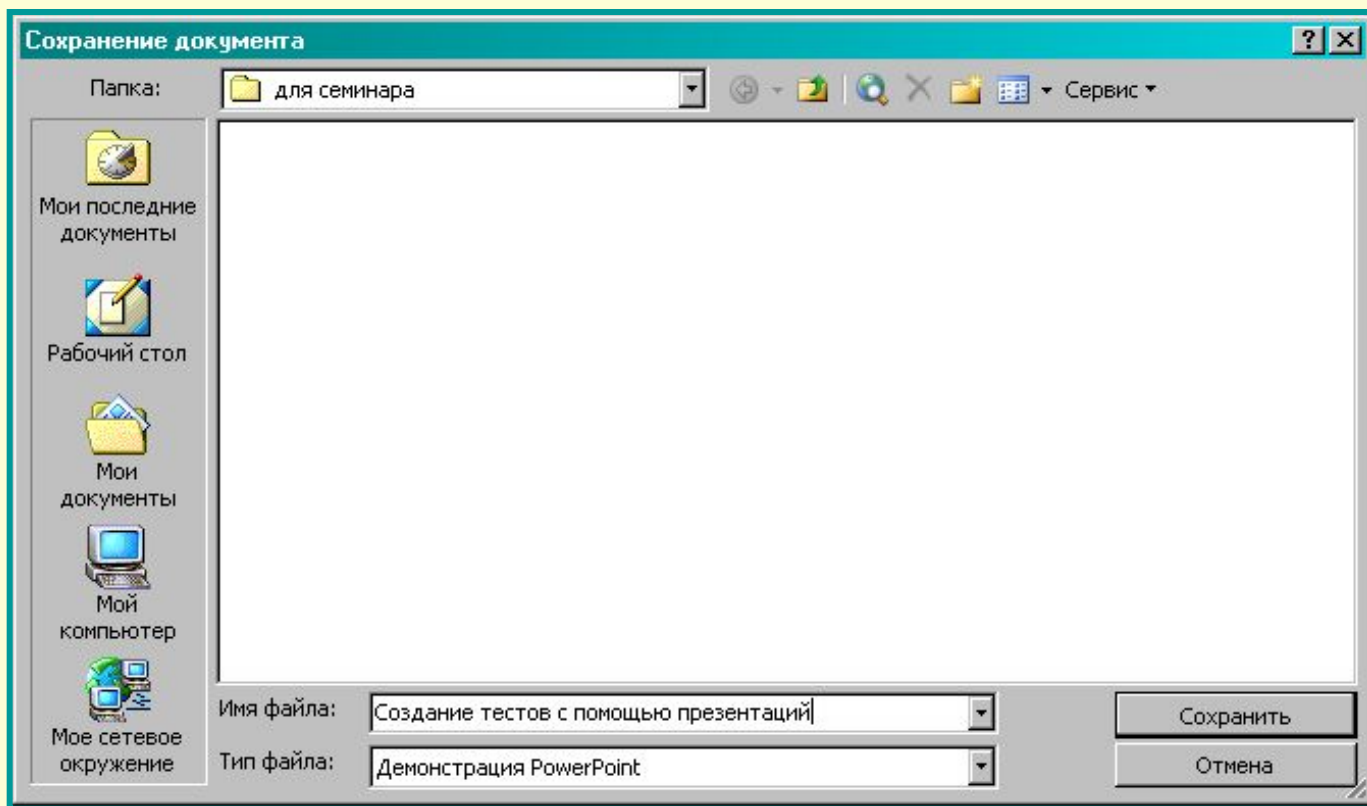 Сохранение документа
Папка:
для семинара
Сервис
Мои последние
документы
Рабочий стол
Мои
документы
Мой
компьютер
Мое сетевое
окружение
Имя файла:
Создание тестов с помощью презентаций
Сохранить
Тип файла:
Демонстрация PowerPoint
Отмена